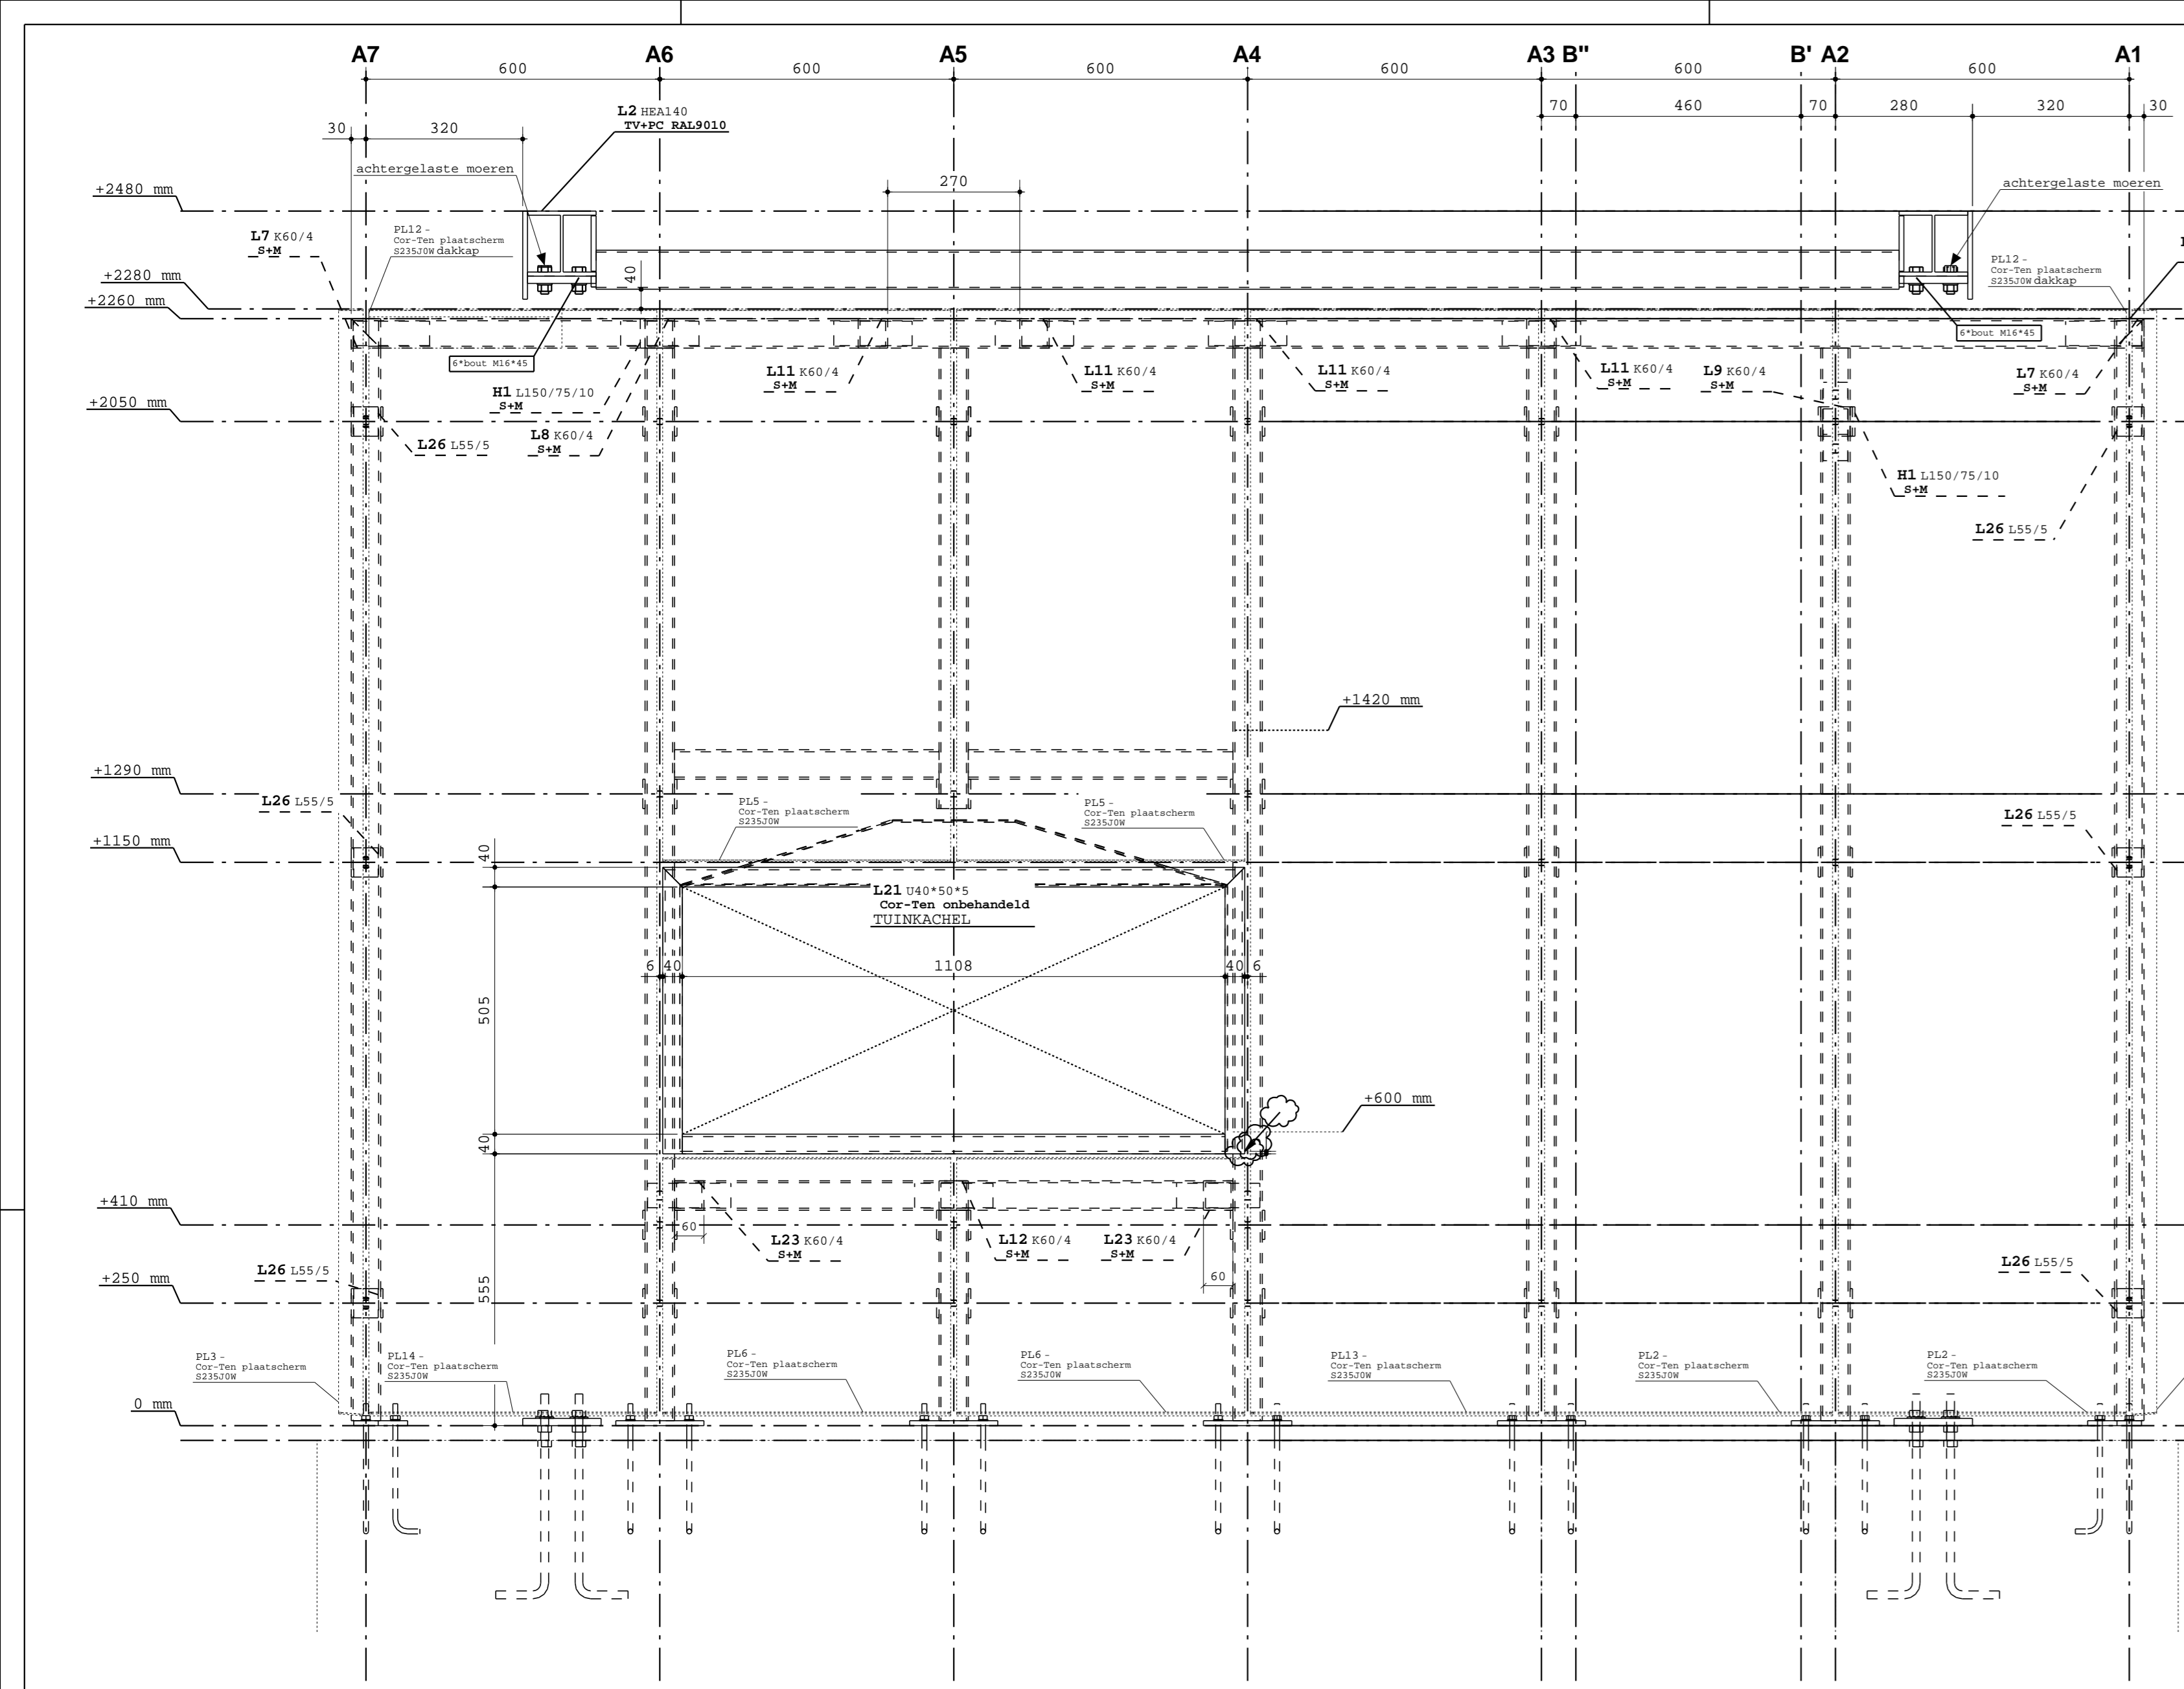 A7 A6 A5 A4 A3 B" B' A2 A1
600 600 600 600 600 600
70 460 70 280 320 30
30 320
L2 HEA140
TV+PC RAL9010
achtergelaste moeren
270
achtergelaste moeren
+2480 mm
L7 K60/4
S+M
PL12 -
Cor-Ten plaatscherm
S235J0W dakkap
40
PL12 -
Cor-Ten plaatscherm
S235J0W dakkap
+2280 mm
+2260 mm
6*bout M16*45
6*bout M16*45
H1 L150/75/10
S+M
L11 K60/4
S+M
L11 K60/4
S+M
L11 K60/4
S+M
L11 K60/4
S+M
L9 K60/4
S+M
L7 K60/4
S+M
+2050 mm
L26 L55/5
L8 K60/4
S+M
H1 L150/75/10
S+M
L26 L55/5
+1420 mm
+1290 mm
L26 L55/5
PL5 -
Cor-Ten plaatscherm
S235J0W
PL5 -
Cor-Ten plaatscherm
S235J0W
L26 L55/5
+1150 mm
40
L21 U40*50*5
Cor-Ten onbehandeld
TUINKACHEL
6 40 1108 40 6
505
+600 mm
40
+410 mm
60
L23 K60/4
S+M
L12 K60/4
S+M
L23 K60/4
S+M
60
L26 L55/5
L26 L55/5
+250 mm
555
PL3 -
Cor-Ten plaatscherm
S235J0W
PL14 -
Cor-Ten plaatscherm
S235J0W
PL6 -
Cor-Ten plaatscherm
S235J0W
PL6 -
Cor-Ten plaatscherm
S235J0W
PL13 -
Cor-Ten plaatscherm
S235J0W
PL2 -
Cor-Ten plaatscherm
S235J0W
PL2 -
Cor-Ten plaatscherm
S235J0W
0 mm